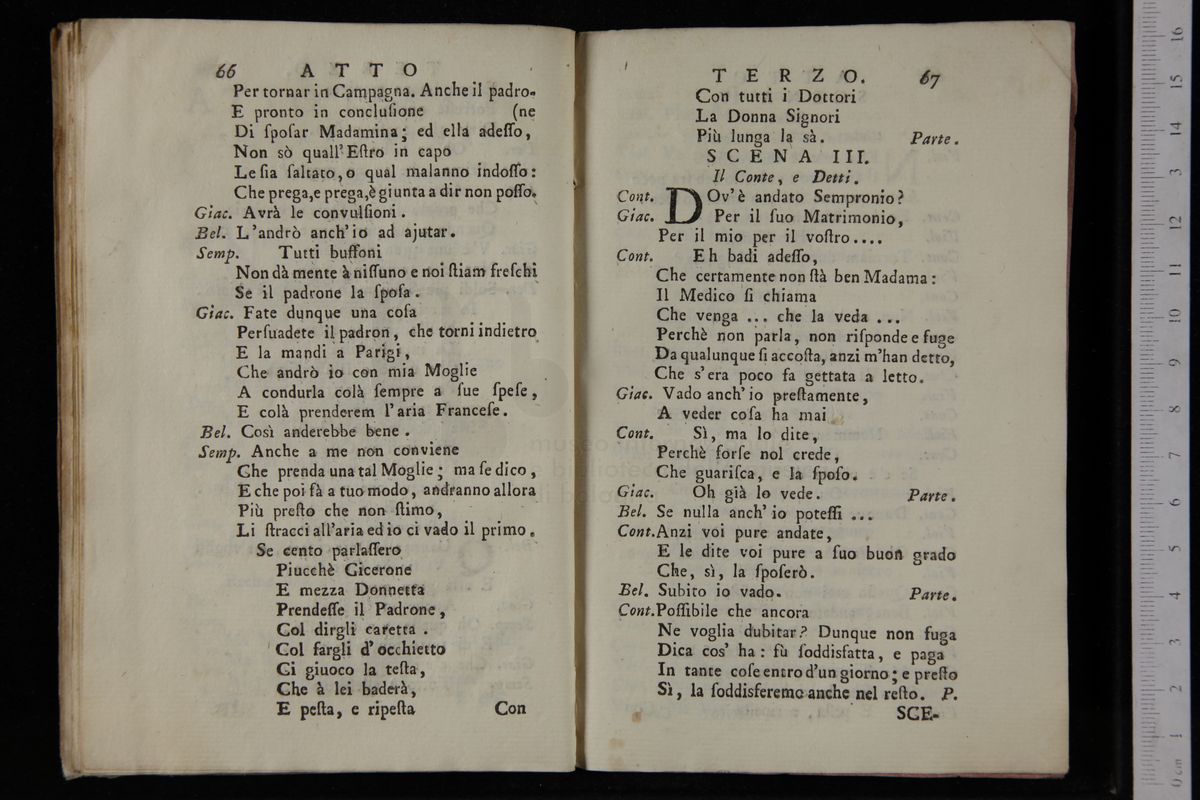 66 ATTO
Per tornar in Campagna. Anche il padro-
E pronto in concluſione (ne
Di ſpoſar Madamina; ed ella adeſſo,
Non sò quall'Eſtro in capo
Le ſia ſaltato, o qual malanno indoſſo:
Che prega, e prega, è giunta a dir non poſſo.
Giac. Avrà le convulſioni.
Bel. L'andrò anch'io ad ajutar.
Semp. Tutti buffoni
Non dà mente à niſſuno e noi ſtiam freſchi
Se il padrone la ſpoſa.
Giac. Fate dunque una coſa
Perſuadete il padron, che torni indietro
E la mandi a Parigi,
Che andrò io con mia Moglie
A condurla colà ſempre a ſue ſpeſe,
E colà prenderem l'aria Franceſe.
Bel. Così anderebbe bene.
Semp. Anche a me non conviene
Che prenda una tal Moglie; ma ſe dico,
E che poi fà a tuo modo, andranno allora
Più preſto che non ſtimo,
Li ſtracci all'aria ed io ci vado il primo.
Se cento parlaſſero
Piucchè Cicerone
E mezza Donnetta
Prendeſſe il Padrone,
Col dirgli caretta.
Col fargli d'occhietto
Ci giuoco la teſta,
Che à lei baderà,
E peſta, e ripeſta Con
TERZO. 67
Con tutti i Dottori
La Donna Signori
Più lunga la sà. Parte.
SCENA III.
Il Conte, e Detti.
Cont. DOv'è andato Sempronio?
Giac. Per il ſuo Matrimonio,
Per il mio per il voſtro....
Cont. Eh badi adeſſo,
Che certamente non ſtà ben Madama:
Il Medico ſi chiama
Che venga ... che la veda ...
Perchè non parla, non riſponde e fuge
Da qualunque ſi accoſta, anzi m'han detto,
Che s'era poco fa gettata a letto.
Giac. Vado anch'io preſtamente,
A veder coſa ha mai
Cont. Sì, ma lo dite,
Perchè forſe nol crede,
Che guariſca, e la ſpoſo.
Giac. Oh già lo vede. Parte.
Bel. Se nulla anch'io poteſſi ...
Cont. Anzi voi pure andate,
E le dite voi pure a ſuo buon grado
Che, sì, la ſpoſerò.
Bel. Subito io vado. Parte.
Cont. Poſſibile che ancora
Ne voglia dubitar? Dunque non fuga
Dica cos' ha: fù ſoddisfatta, e paga
In tante coſe entro d'un giorno; e preſto
Sì, la ſoddisferemo anche nel reſto. P.
SCE-